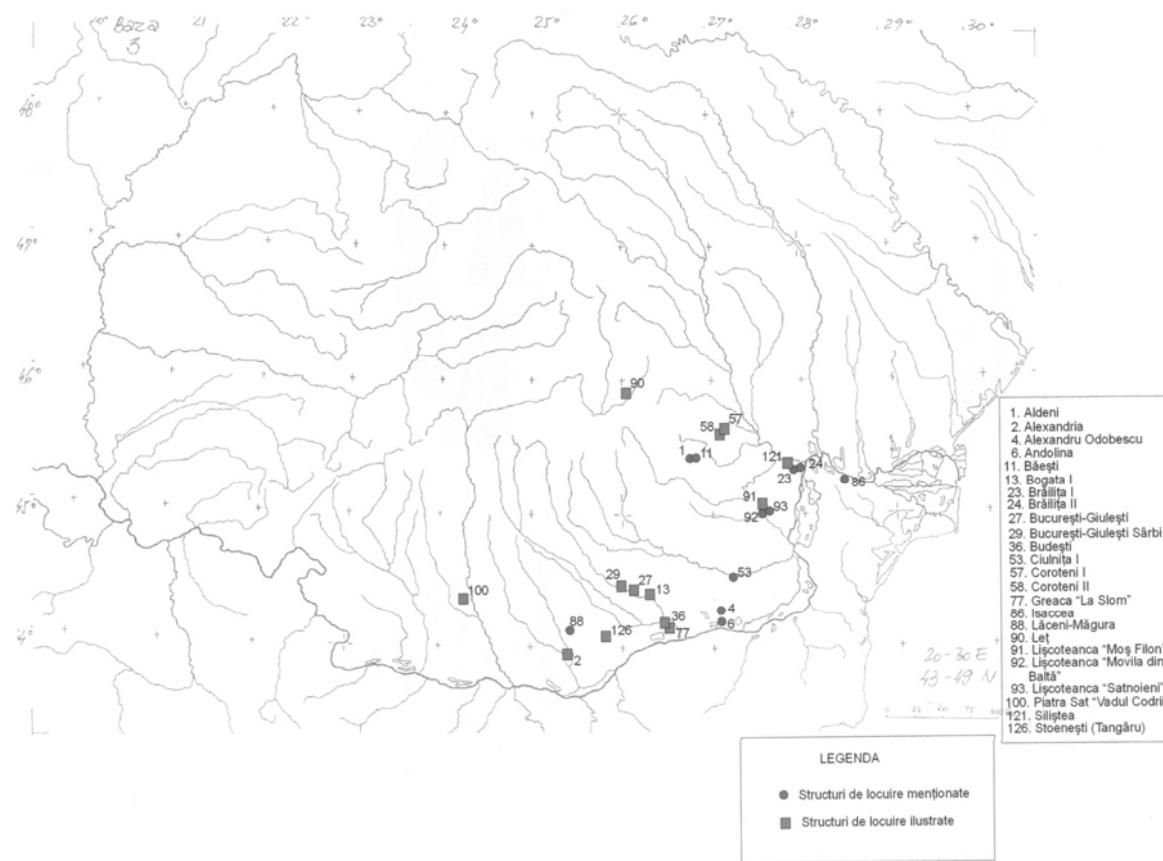 Baza
3
21 22° 23° 24° 25° 26° 27° 28° 29° 30°
48°
47°
46°
45°
90
57
58
1 11
121
24
23
86
91
93
92
53
29 27
13
100
4
36
6
88
126
77
2
20-30 E
43-49 N
1. Aldeni
2. Alexandria
4. Alexandru Odobescu
6. Andolina
11. Băești
13. Bogata I
23. Brăilița I
24. Brăilița II
27. București-Giulești
29. București-Giulești Sârbi
36. Budești
53. Ciulnița I
57. Coroteni I
58. Coroteni II
77. Greaca "La Slom"
86. Isaccea
88. Lăceni-Măgura
90. Leț
91. Lișcoteanca "Moș Filon"
92. Lișcoteanca "Movila din
Baltă"
93. Lișcoteanca "Satnoieni"
100. Piatra Sat "Vadul Codrii
121. Siliștea
126. Stoenești (Tangâru)
LEGENDA
Structuri de locuire menționate
Structuri de locuire ilustrate